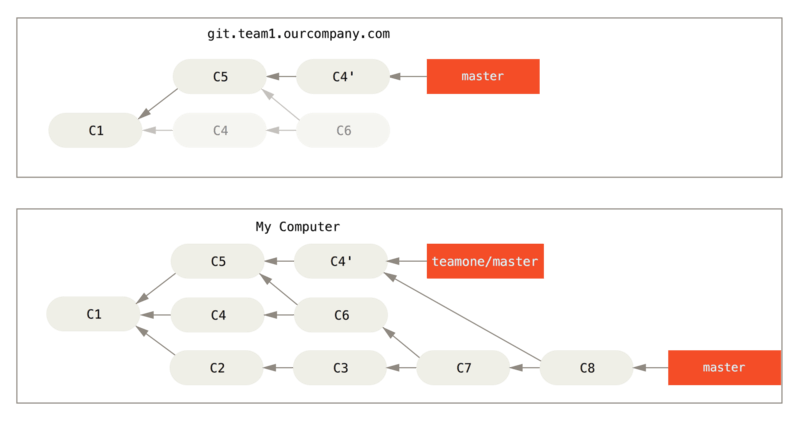 git.team1.ourcompany.com
C5 C4' master
C1 C4 C6
My Computer
C5 C4' teamone/master
C1 C4 C6
C2 C3 C7 C8 master